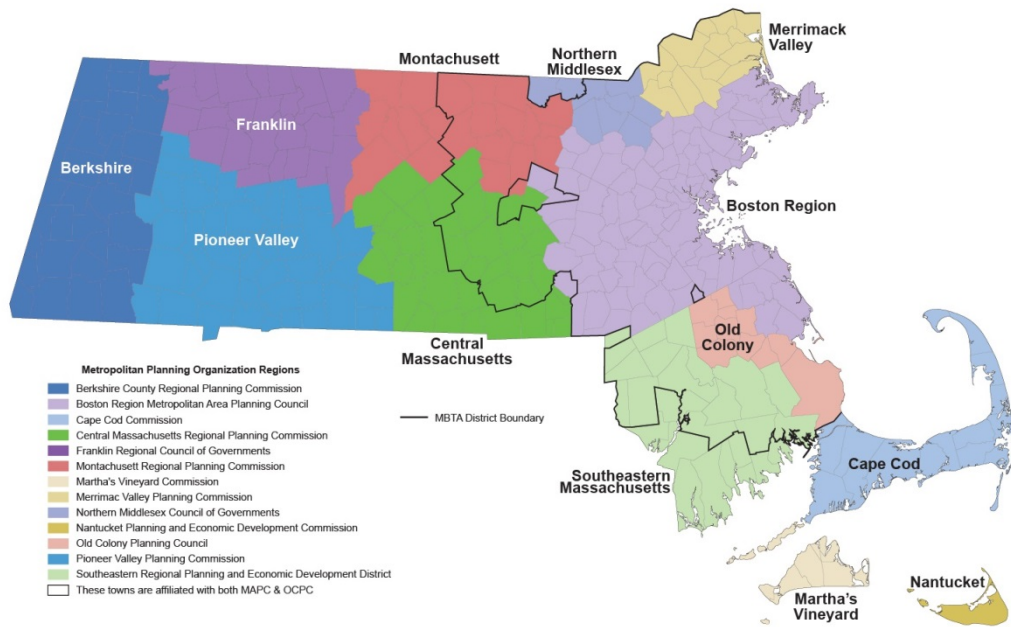 Merrimack
Valley
Northern
Middlesex
Montachusett
Franklin
Berkshire
Boston Region
Pioneer Valley
Old
Colony
Central
Massachusetts
Metropolitan Planning Organization Regions
Berkshire County Regional Planning Commission
Boston Region Metropolitan Area Planning Council
Cape Cod Commission
Central Massachusetts Regional Planning Commission
Franklin Regional Council of Governments
Montachusett Regional Planning Commission
Martha's Vineyard Commission
Merrimac Valley Planning Commission
Northern Middlesex Council of Governments
Nantucket Planning and Economic Development Commission
Old Colony Planning Council
Pioneer Valley Planning Commission
Southeastern Regional Planning and Economic Development District
These towns are affiliated with both MAPC & OCPC
MBTA District Boundary
Cape Cod
Southeastern
Massachusetts
Nantucket
Martha's
Vineyard